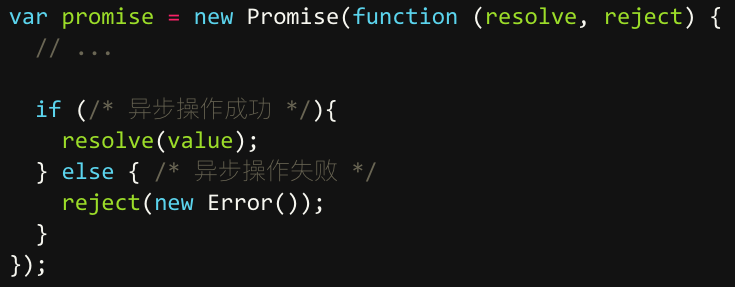 var promise = new Promise(function (resolve, reject) {
  // ...

  if (/* 异步操作成功 */){
    resolve(value);
  } else { /* 异步操作失败 */
    reject(new Error());
  }
});